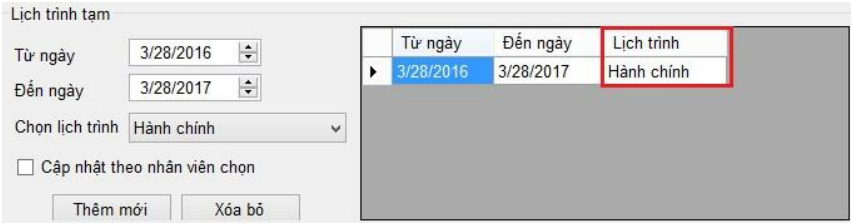 Lịch trình tạm
Từ ngày 3/28/2016
Đến ngày 3/28/2017
Chọn lịch trình Hành chính
Cập nhật theo nhân viên chọn
Thêm mới Xóa bỏ
Từ ngày Đến ngày Lịch trình
3/28/2016 3/28/2017 Hành chính